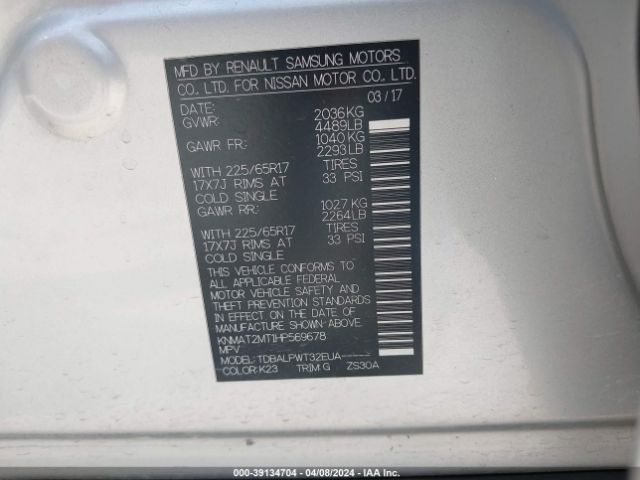 MFD BY RENAULT SAMSUNG MOTORS
CO., LTD. FOR NISSAN MOTOR CO., LTD.
DATE: 03/17
GVWR: 2036KG
4489LB
GAWR FR: 1040 KG
2293LB
WITH 225/65R17 TIRES
17X7J RIMS AT 33 PSI
COLD SINGLE
GAWR RR: 1027 KG
2264LB
WITH 225/65R17 TIRES
17X7J RIMS AT 33 PSI
COLD SINGLE
THIS VEHICLE CONFORMS TO
ALL APPLICABLE FEDERAL
MOTOR VEHICLE SAFETY AND
THEFT PREVENTION STANDARDS
IN EFFECT ON THE DATE OF
MANUFACTURE SHOWN ABOVE.
KNMAT2MT1HP569678
MPV
MODEL: TDBALPWT32EUA-----
COLOR:K23 TRIM:G ZS30A
000-39134704 - 04/08/2024 - IAA Inc.